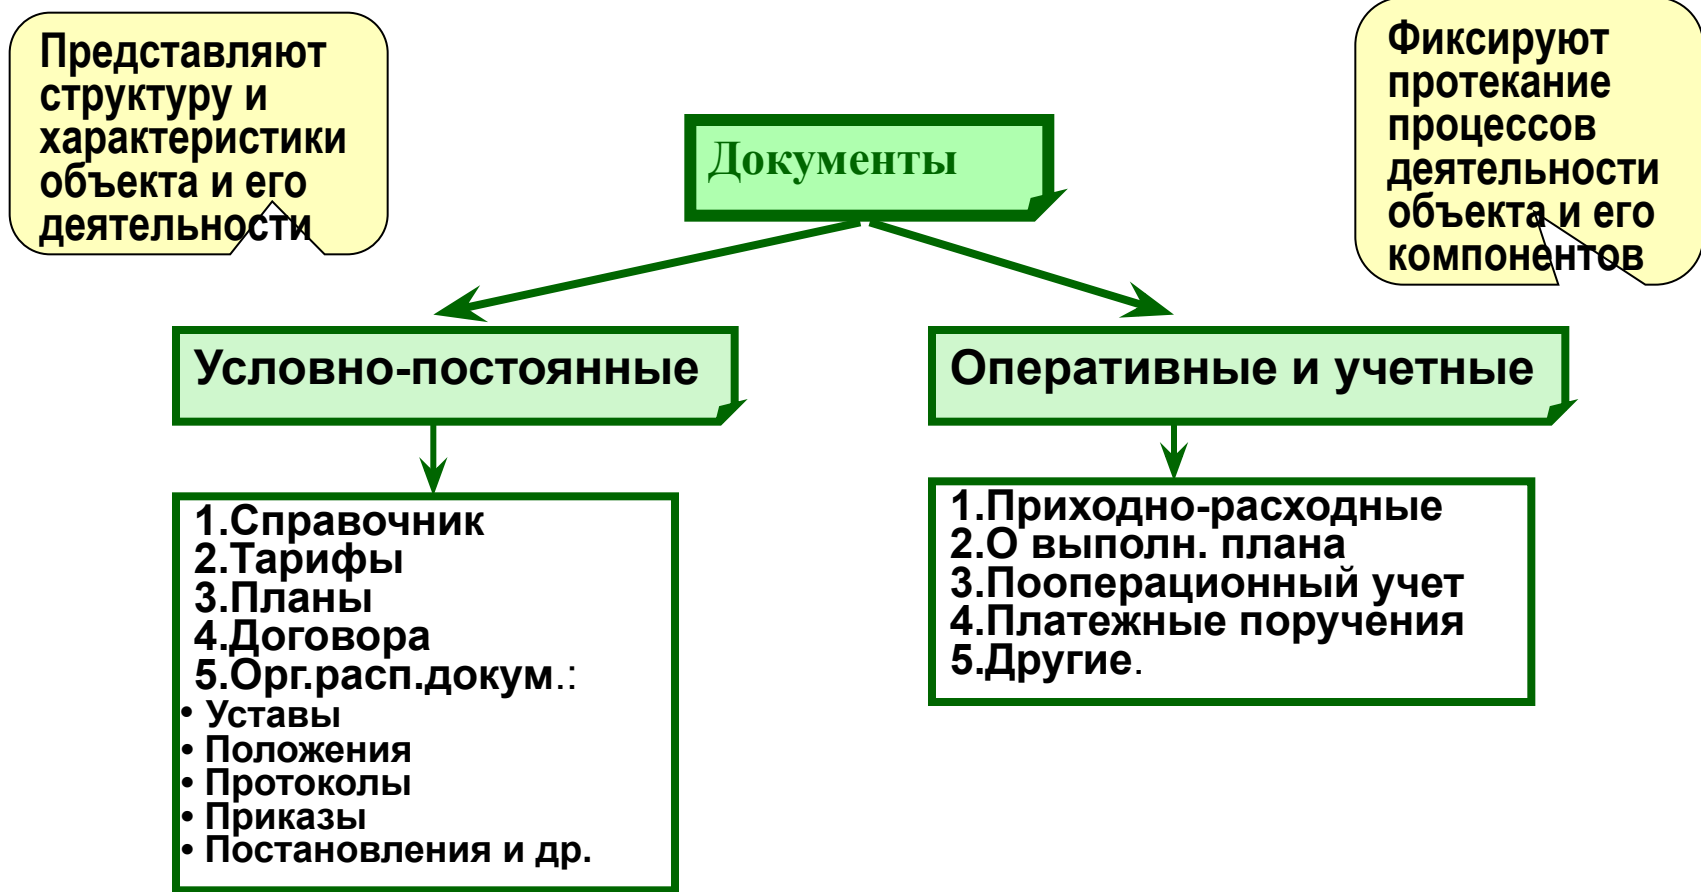 Представляют
структуру и
характеристики
объекта и его
деятельности
Фиксируют
протекание
процессов
деятельности
объекта и его
компонентов
Документы
Условно-постоянные
Оперативные и учетные
1.Справочник
2.Тарифы
3.Планы
4.Договора
5.Орг.расп.докум.:
• Уставы
• Положения
• Протоколы
• Приказы
• Постановления и др.
1.Приходно-расходные
2.О выполн. плана
3.Пооперационный учет
4.Платежные поручения
5.Другие.